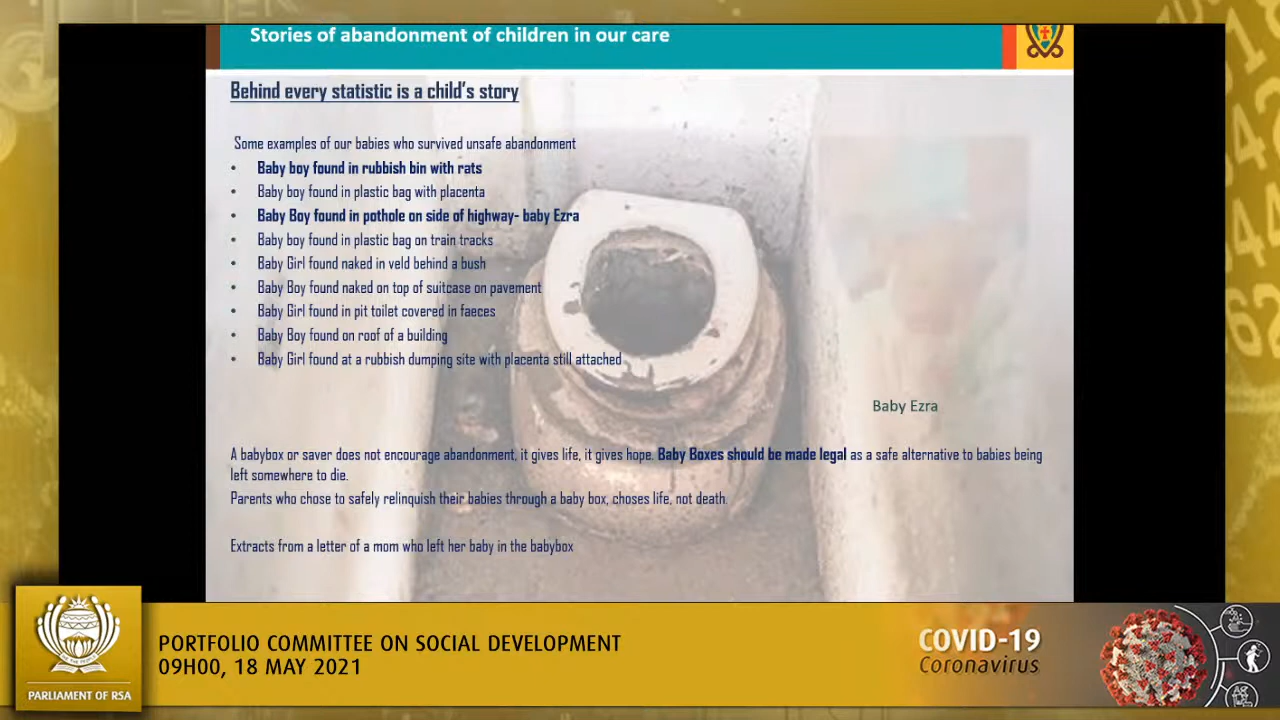 Stories of abandonment of children in our care
Behind every statistic is a child's story
Some examples of our babies who survived unsafe abandonment
• Baby boy found in rubbish bin with rats
• Baby boy found in plastic bag with placenta
• Baby Boy found in pothole on side of highway- baby Ezra
• Baby boy found in plastic bag on train tracks
• Baby Girl found naked in veld behind a bush
• Baby Boy found naked on top of suitcase on pavement
• Baby Girl found in pit toilet covered in faeces
• Baby Boy found on roof of a building
• Baby Girl found at a rubbish dumping site with placenta still attached
Baby Ezra
A babybox or saver does not encourage abandonment, it gives life, it gives hope. Baby Boxes should be made legal as a safe alternative to babies being
left somewhere to die.
Parents who chose to safely relinquish their babies through a baby box, choses life, not death.
Extracts from a letter of a mom who left her baby in the babybox
PORTFOLIO COMMITTEE ON SOCIAL DEVELOPMENT
09H00, 18 MAY 2021
PARLIAMENT OF RSA
COVID-19
Coronavirus